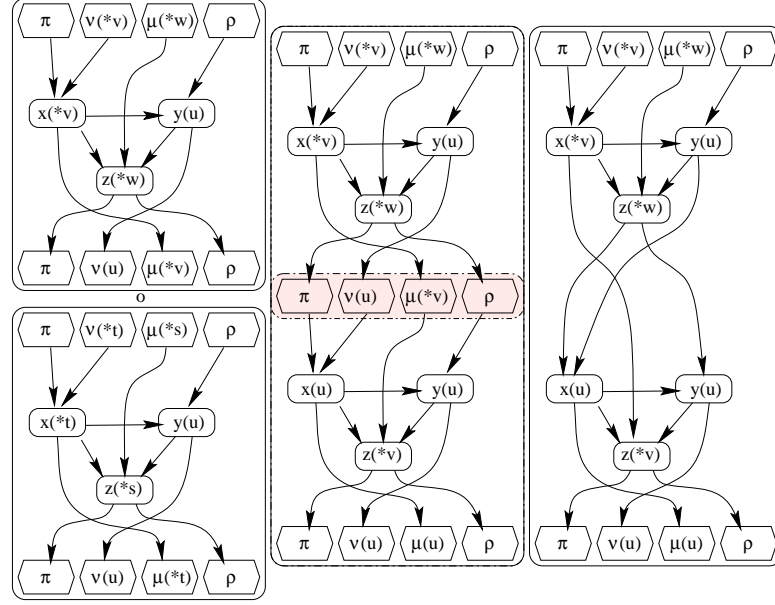 π ν(*v) μ(*w) ρ
x(*v) y(u)
z(*w)
π ν(u) μ(*v) ρ
o
π ν(*t) μ(*s) ρ
x(*t) y(u)
z(*s)
π ν(u) μ(*t) ρ
π ν(*v) μ(*w) ρ
x(*v) y(u)
z(*w)
π ν(u) μ(*v) ρ
x(u) y(u)
z(*v)
π ν(u) μ(u) ρ
π ν(*v) μ(*w) ρ
x(*v) y(u)
z(*w)
x(u) y(u)
z(*v)
π ν(u) μ(u) ρ